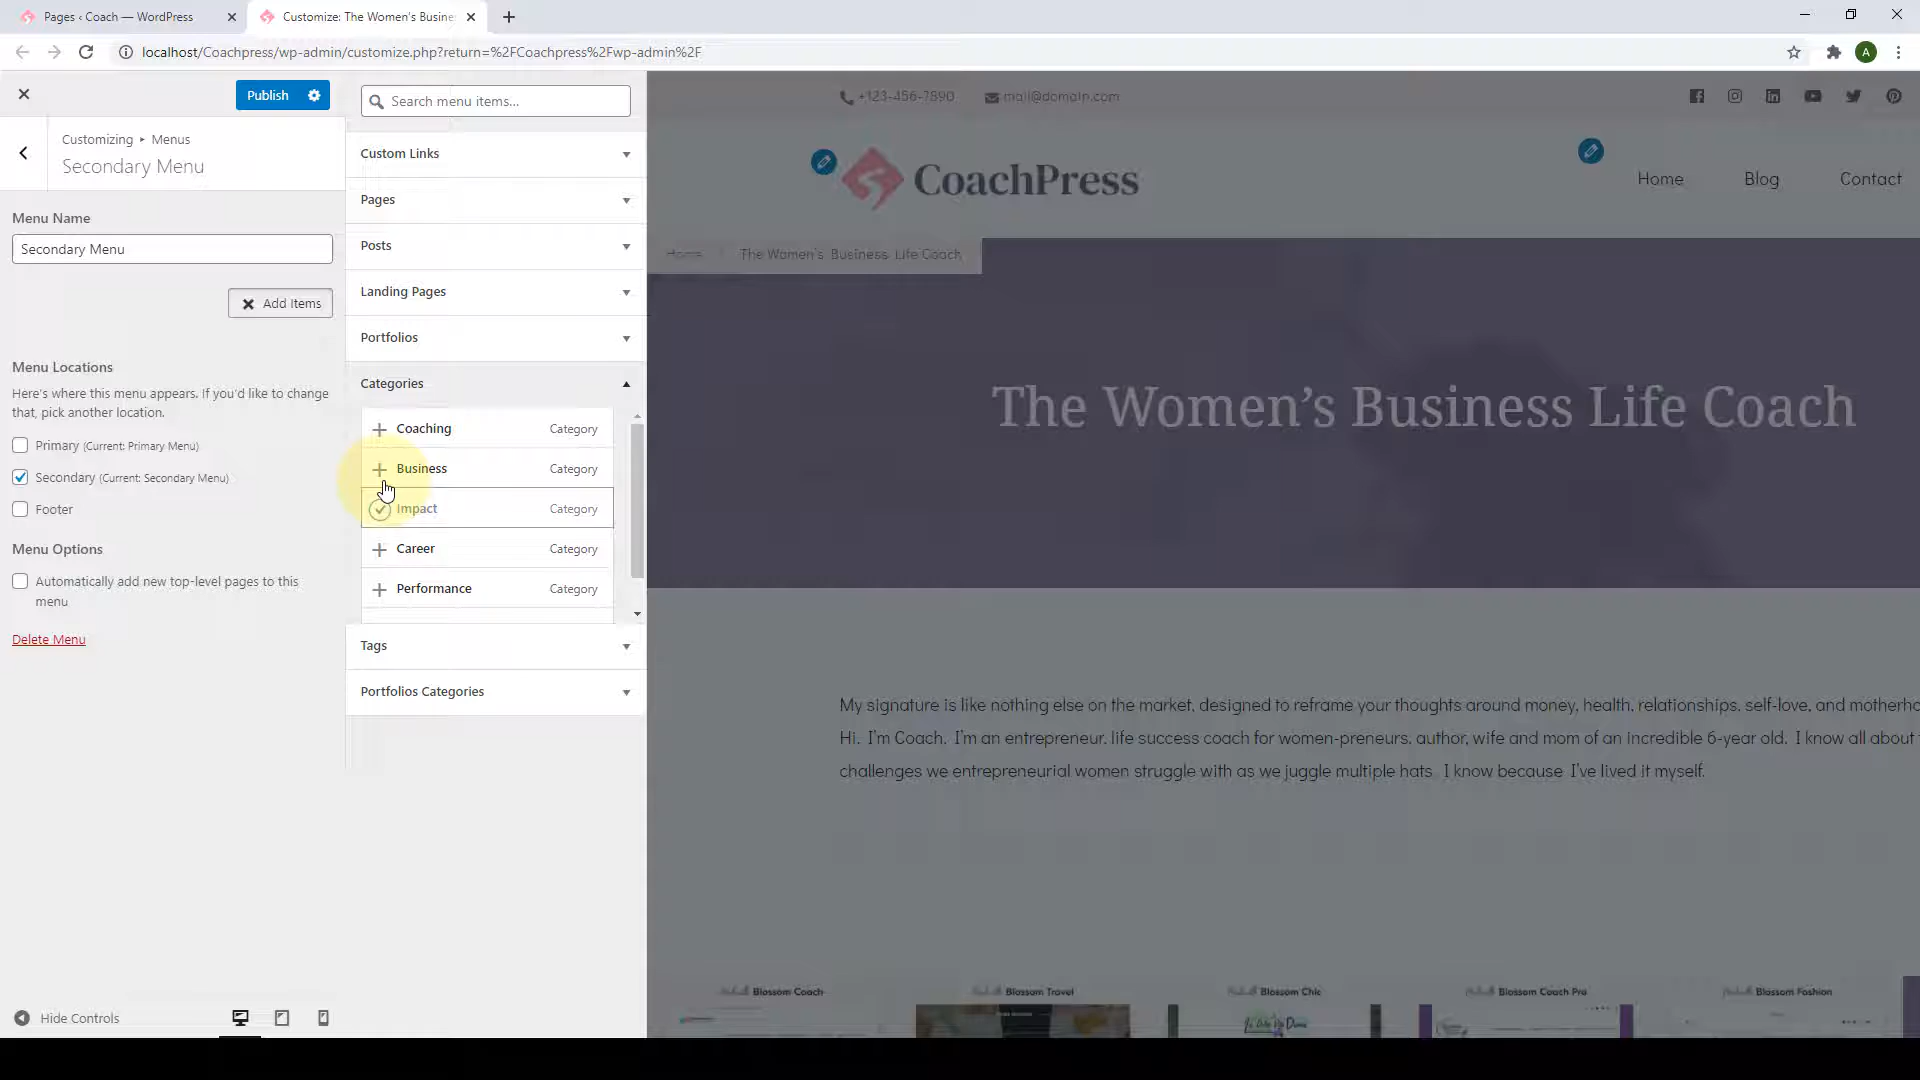 Pages ‹ Coach — WordPress
Customize: The Women's Busine
localhost/Coachpress/wp-admin/customize.php?return=%2FCoachpress%2Fwp-admin%2F
A
Publish
Customizing ▸ Menus
Secondary Menu
Menu Name
Secondary Menu
Add Items
Menu Locations
Here's where this menu appears. If you'd like to change
that, pick another location.
Primary (Current: Primary Menu)
Secondary (Current: Secondary Menu)
Footer
Menu Options
Automatically add new top-level pages to this
menu
Delete Menu
Hide Controls
Search menu items...
Custom Links
Pages
Posts
Landing Pages
Portfolios
Categories
Coaching Category
Business Category
Impact Category
Career Category
Performance Category
Tags
Portfolios Categories
+123-456-7890 mail@domain.com
CoachPress
Home Blog Contact
Home The Women's Business Life Coach
The Women's Business Life Coach
My signature is like nothing else on the market, designed to reframe your thoughts around money, health, relationships, self-love, and motherho
Hi. I'm Coach. I'm an entrepreneur, life success coach for women-preneurs, author, wife and mom of an incredible 6-year old. I know all about
challenges we entrepreneurial women struggle with as we juggle multiple hats. I know because I've lived it myself.
Blossom Coach
Blossom Travel
Blossom Chic
Blossom Coach Pro
Blossom Fashion